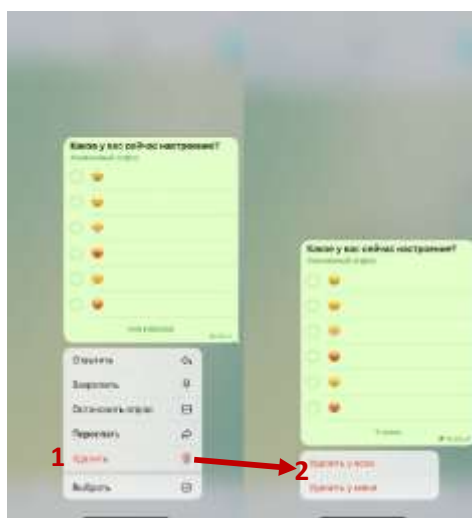 Какое у вас сейчас настроение?
Ответить
Закрепить
Остановить опрос
Переслать
1 Удалить
Выбрать
Какое у вас сейчас настроение?
2 Удалить у всех
Удалить у меня